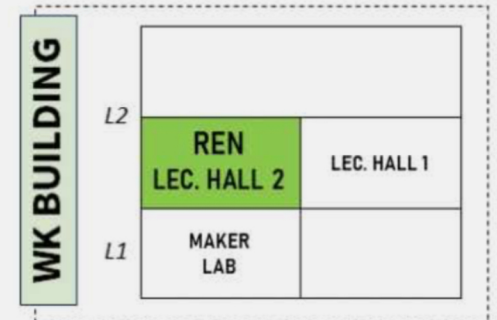 WK BUILDING
L2
REN
LEC. HALL 2
LEC. HALL 1
L1
MAKER
LAB